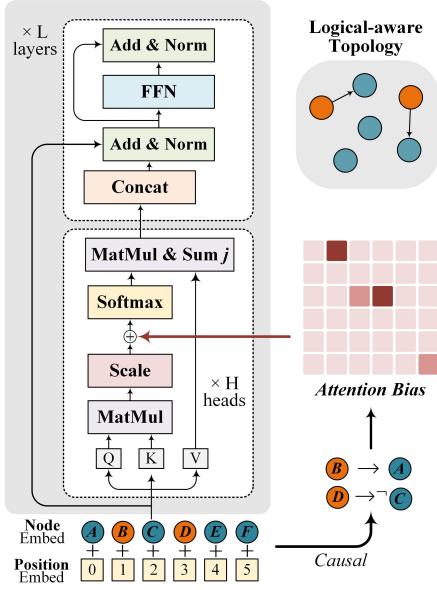 × L
layers
Add & Norm
FFN
Add & Norm
Concat
MatMul & Sum j
Softmax
+
Scale
× H
heads
MatMul
Q K V
Node
Embed
A B C D E F
+ + + + + +
Position
Embed
0 1 2 3 4 5
Logical-aware
Topology
Attention Bias
B → A
D →¬ C
Causal